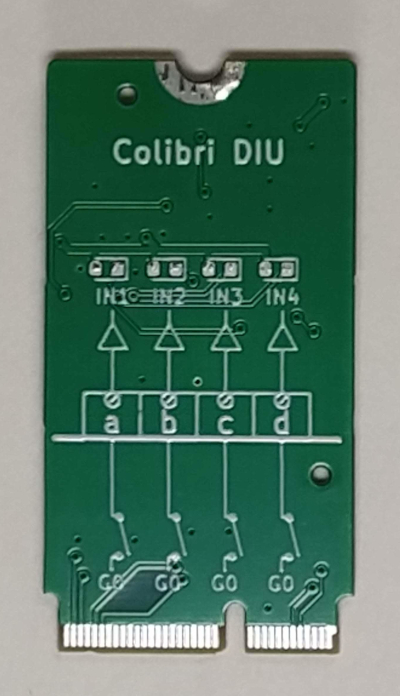 Colibri DIU
IN1 IN2 IN3 IN4
a b c d
G0 G0 G0 G0